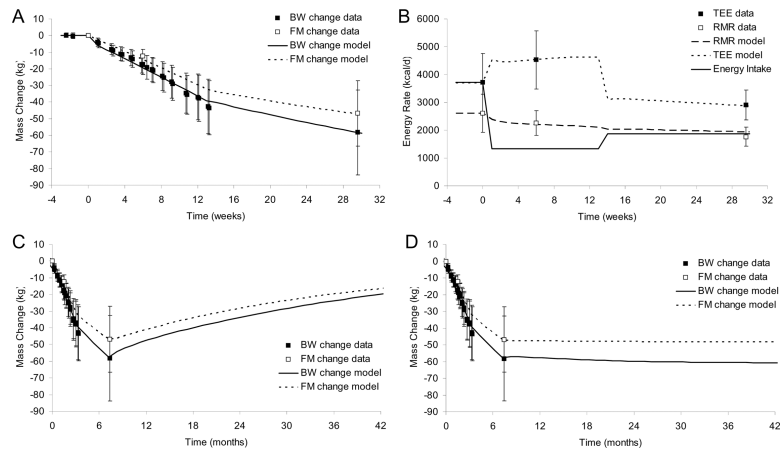 A
10
0
-10
-20
-30
-40
-50
-60
-70
-80
-90
Mass Change (kg)
-4 0 4 8 12 16 20 24 28 32
Time (weeks)
BW change data
FM change data
BW change model
FM change model
B
6000
5000
4000
3000
2000
1000
0
Energy Rate (kcal/d)
-4 0 4 8 12 16 20 24 28 32
Time (weeks)
TEE data
RMR data
RMR model
TEE model
Energy Intake
C
10
0
-10
-20
-30
-40
-50
-60
-70
-80
-90
Mass Change (kg)
0 6 12 18 24 30 36 42
Time (months)
BW change data
FM change data
BW change model
FM change model
D
10
0
-10
-20
-30
-40
-50
-60
-70
-80
-90
Mass Change (kg)
0 6 12 18 24 30 36 42
Time (months)
BW change data
FM change data
BW change model
FM change model